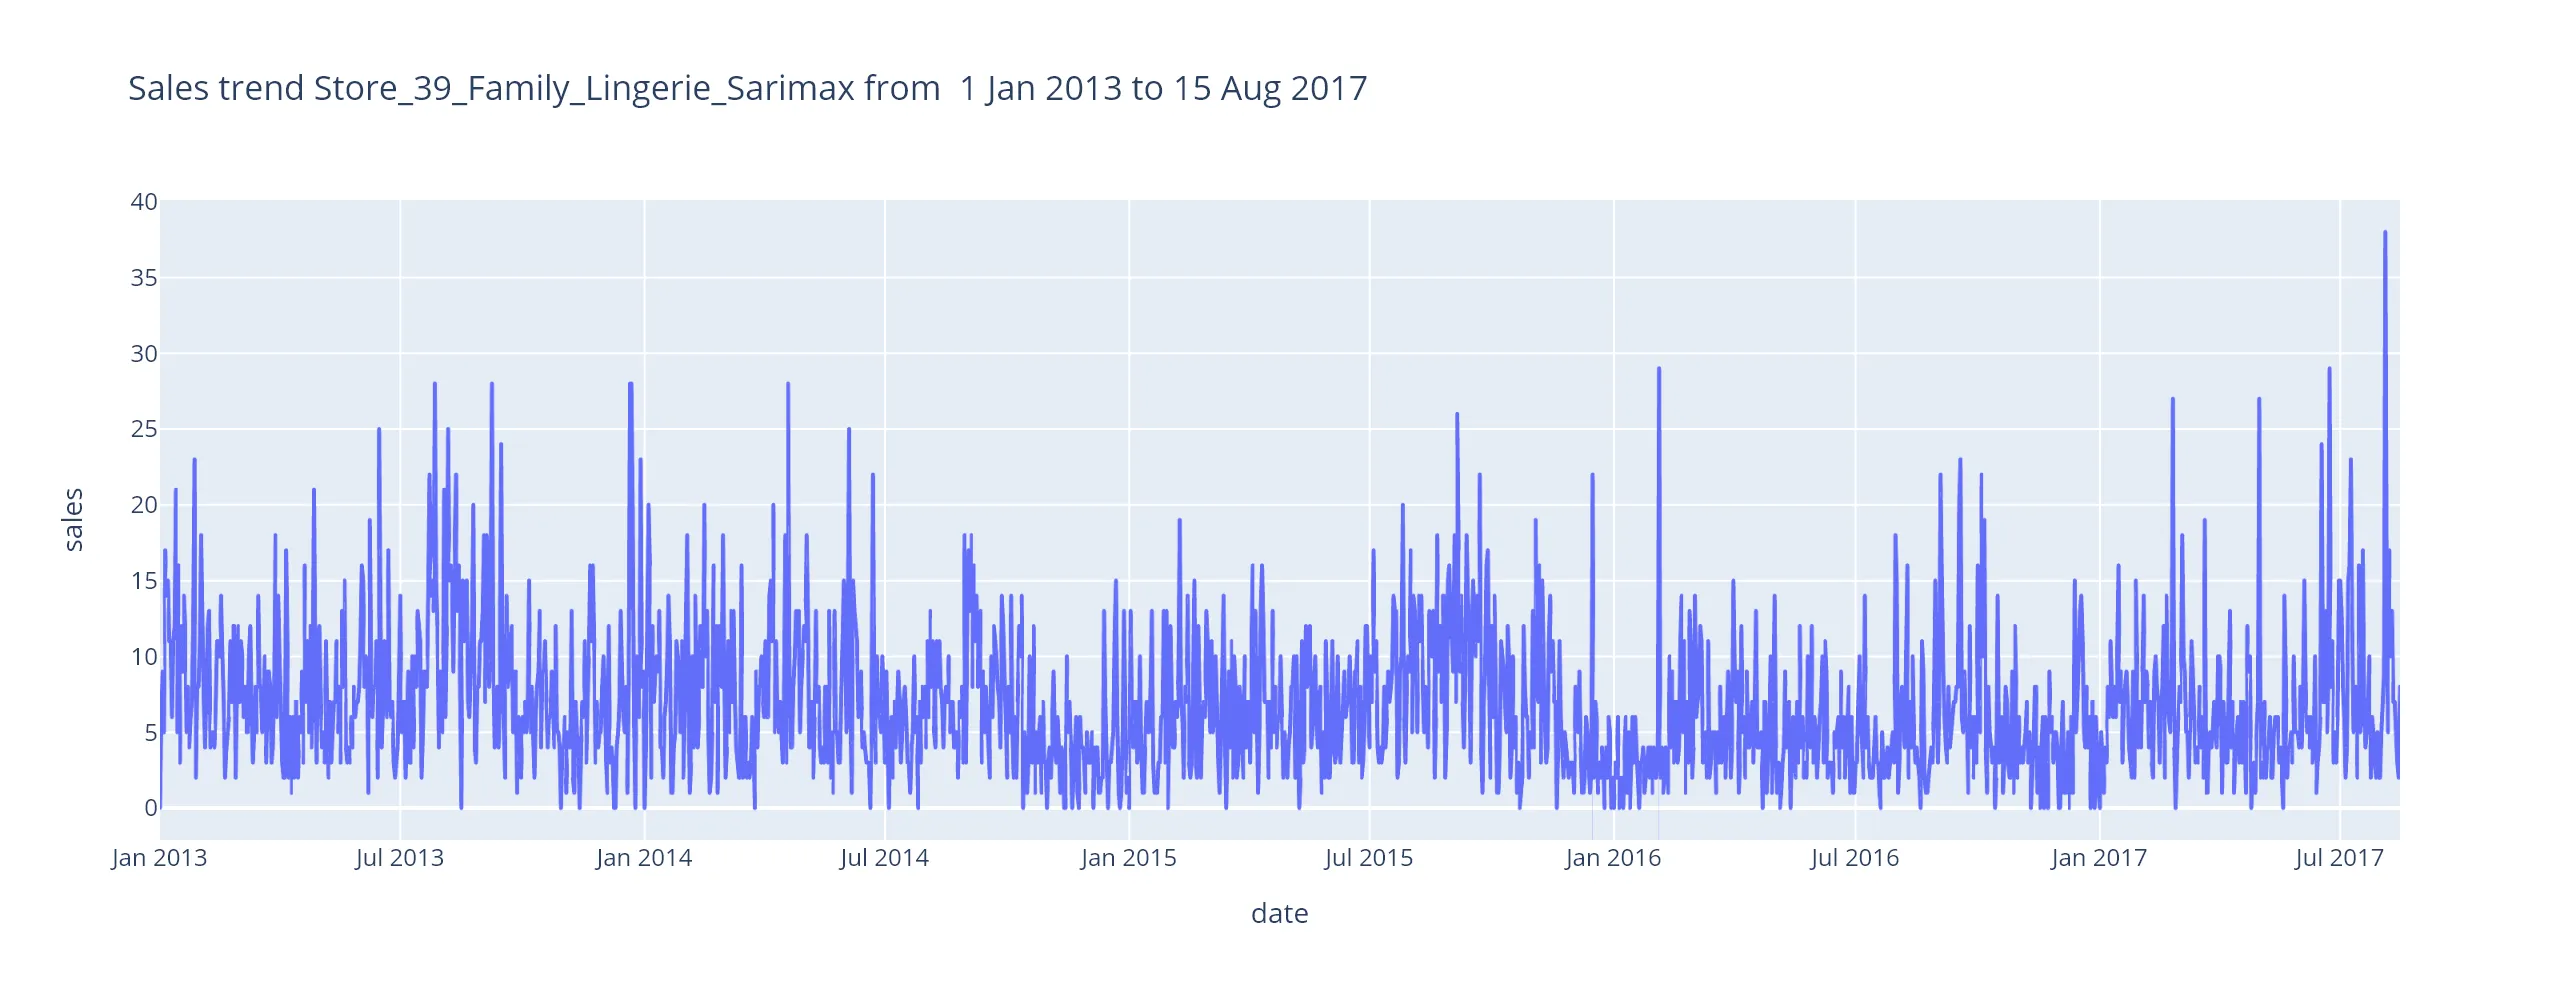 Sales trend Store_39_Family_Lingerie_Sarimax from  1 Jan 2013 to 15 Aug 2017
40
35
30
25
20
15
10
5
0
sales
Jan 2013 Jul 2013 Jan 2014 Jul 2014 Jan 2015 Jul 2015 Jan 2016 Jul 2016 Jan 2017 Jul 2017
date